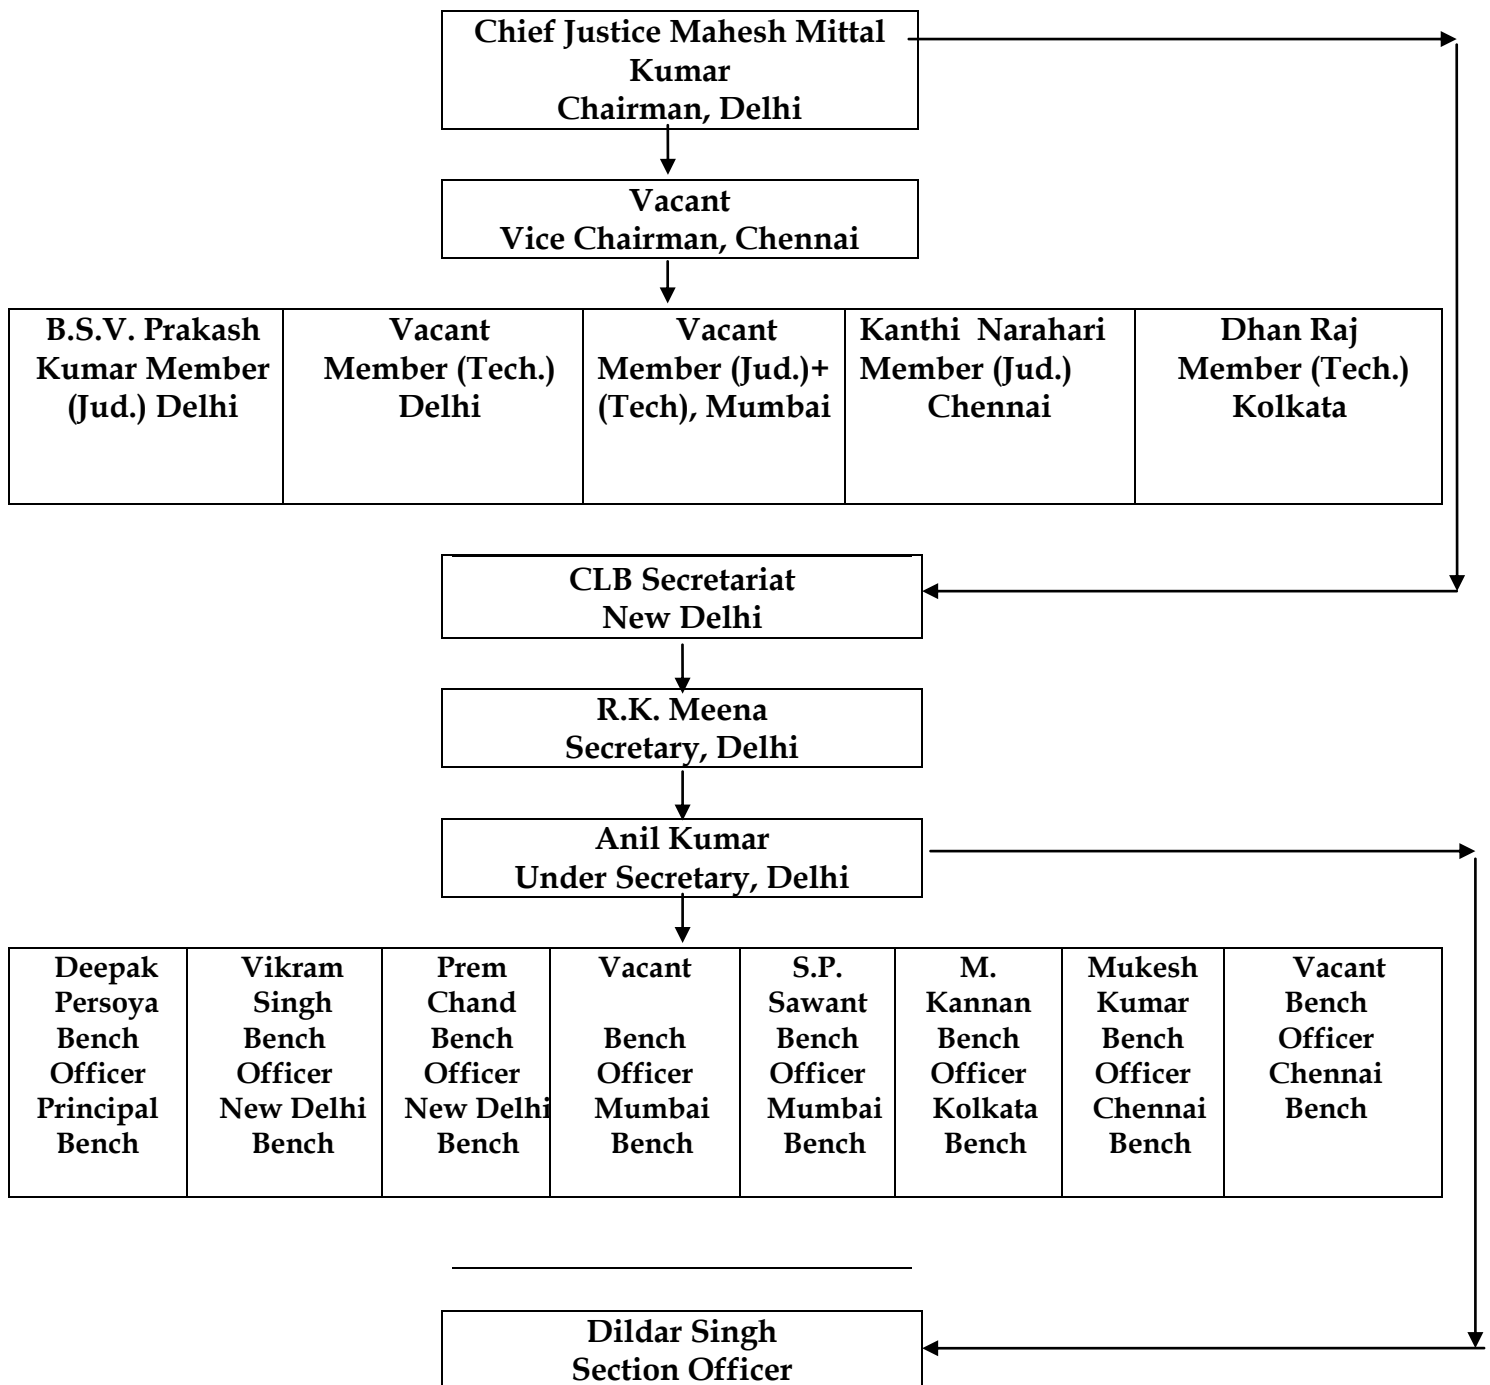 Chief Justice Mahesh Mittal
Kumar
Chairman, Delhi
Vacant
Vice Chairman, Chennai
B.S.V. Prakash
Kumar Member
(Jud.) Delhi
Vacant
Member (Tech.)
Delhi
Vacant
Member (Jud.)+
(Tech), Mumbai
Kanthi Narahari
Member (Jud.)
Chennai
Dhan Raj
Member (Tech.)
Kolkata
CLB Secretariat
New Delhi
R.K. Meena
Secretary, Delhi
Anil Kumar
Under Secretary, Delhi
Deepak
Persoya
Bench
Officer
Principal
Bench
Vikram
Singh
Bench
Officer
New Delhi
Bench
Prem
Chand
Bench
Officer
New Delhi
Bench
Vacant
Bench
Officer
Mumbai
Bench
S.P.
Sawant
Bench
Officer
Mumbai
Bench
M.
Kannan
Bench
Officer
Kolkata
Bench
Mukesh
Kumar
Bench
Officer
Chennai
Bench
Vacant
Bench
Officer
Chennai
Bench
Dildar Singh
Section Officer